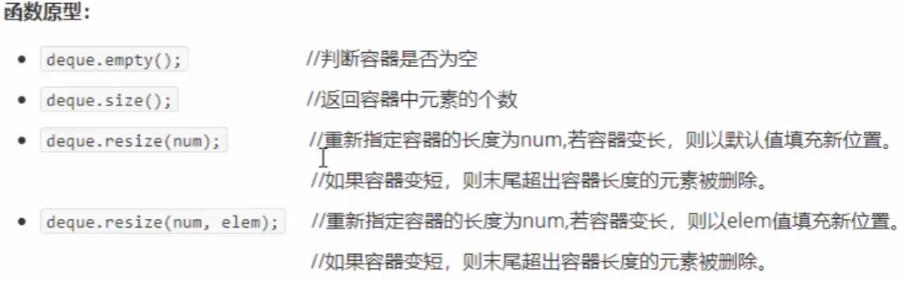 函数原型：
deque.empty(); //判断容器是否为空
deque.size(); //返回容器中元素的个数
deque.resize(num); //重新指定容器的长度为num,若容器变长，则以默认值填充新位置。
//如果容器变短，则末尾超出容器长度的元素被删除。
deque.resize(num, elem); //重新指定容器的长度为num,若容器变长，则以elem值填充新位置。
//如果容器变短，则末尾超出容器长度的元素被删除。